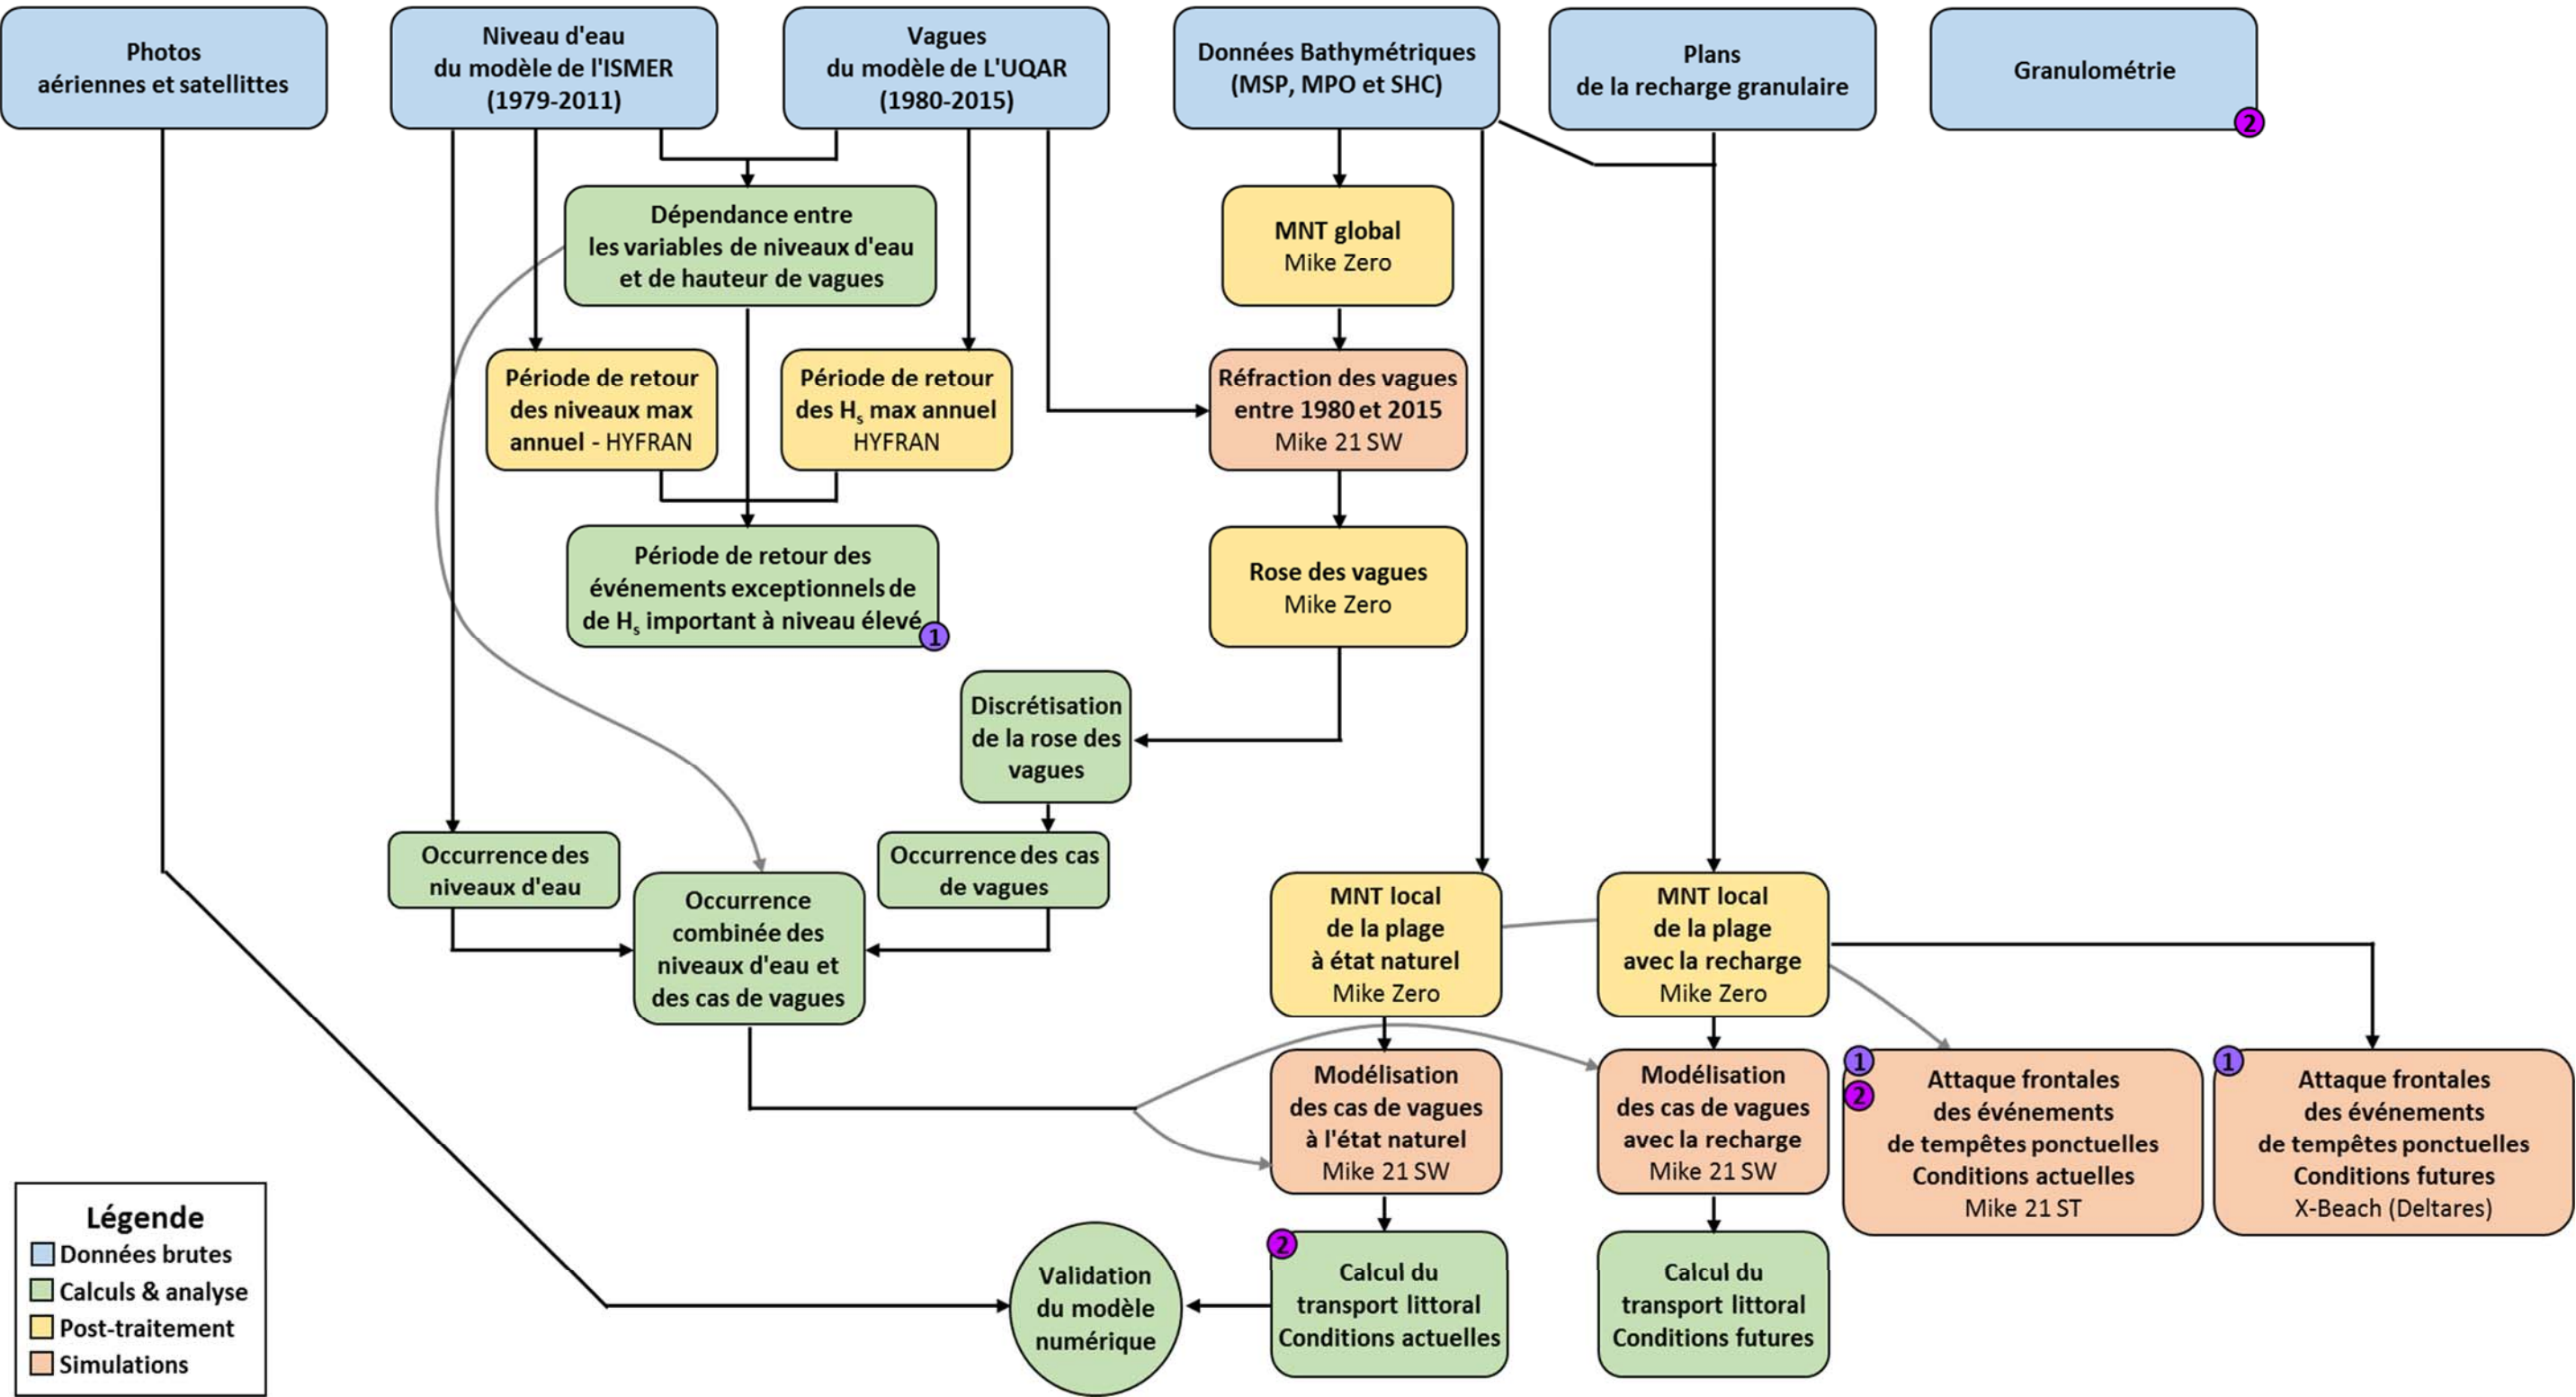 Photos
aériennes et satellittes
Niveau d'eau
du modèle de l'ISMER
(1979-2011)
Vagues
du modèle de L'UQAR
(1980-2015)
Données Bathymétriques
(MSP, MPO et SHC)
Plans
de la recharge granulaire
Granulométrie
2
Dépendance entre
les variables de niveaux d'eau
et de hauteur de vagues
MNT global
Mike Zero
Période de retour
des niveaux max
annuel - HYFRAN
Période de retour
des Hs max annuel
HYFRAN
Réfraction des vagues
entre 1980 et 2015
Mike 21 SW
Période de retour des
événements exceptionnels de
de Hs important à niveau élevé
1
Rose des vagues
Mike Zero
Discrétisation
de la rose des
vagues
Occurrence des
niveaux d'eau
Occurrence combinée des
niveaux d'eau et
des cas de vagues
Occurrence des cas
de vagues
MNT local
de la plage
à état naturel
Mike Zero
MNT local
de la plage
avec la recharge
Mike Zero
Modélisation
des cas de vagues
à l'état naturel
Mike 21 SW
Modélisation
des cas de vagues
avec la recharge
Mike 21 SW
1
2
Attaque frontales
des événements
de tempêtes ponctuelles
Conditions actuelles
Mike 21 ST
1
Attaque frontales
des événements
de tempêtes ponctuelles
Conditions futures
X-Beach (Deltares)
Légende
Données brutes
Calculs & analyse
Post-traitement
Simulations
Validation
du modèle
numérique
2
Calcul du
transport littoral
Conditions actuelles
Calcul du
transport littoral
Conditions futures